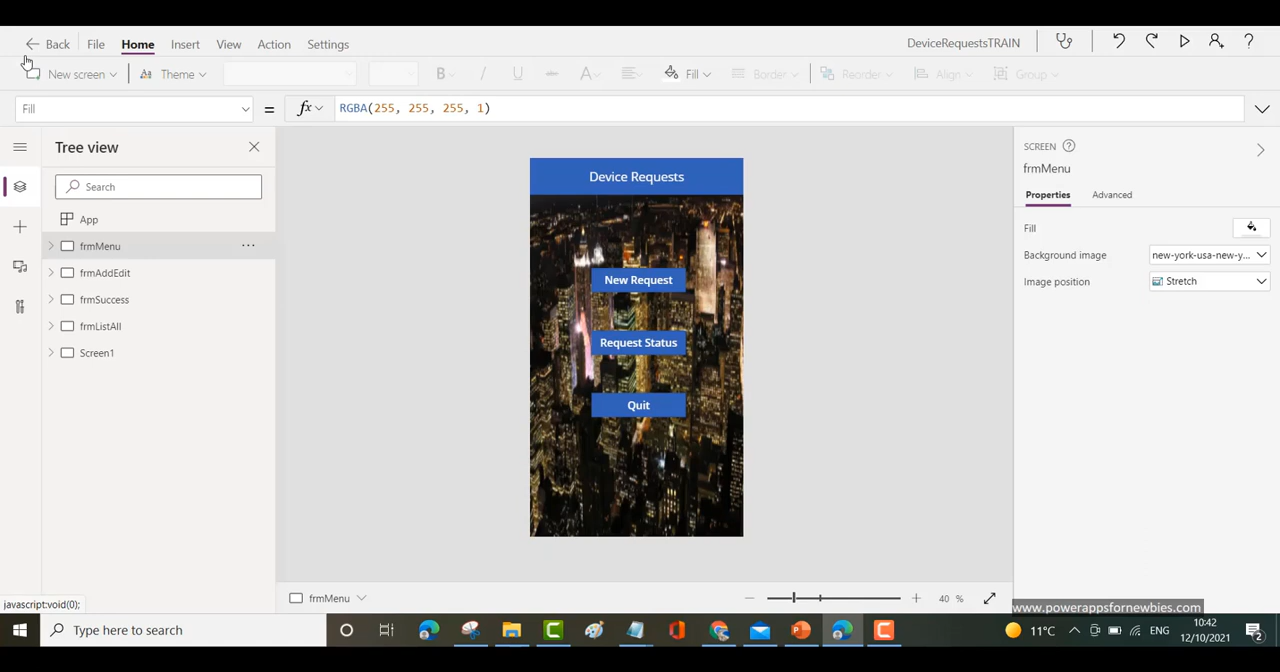 Back
File
Home
Insert
View
Action
Settings
DeviceRequestsTRAIN
New screen
Theme
B
Fill
Border
Reorder
Align
Group
Fill
=
fx
RGBA(255, 255, 255, 1)
Tree view
Search
App
frmMenu
frmAddEdit
frmSuccess
frmListAll
Screen1
Device Requests
New Request
Request Status
Quit
SCREEN
frmMenu
Properties
Advanced
Fill
Background image
new-york-usa-new-y...
Image position
Stretch
javascript:void(0);
frmMenu
40 %
www.powerappsfornewbies.com
Type here to search
11°C
ENG
10:42
12/10/2021
2